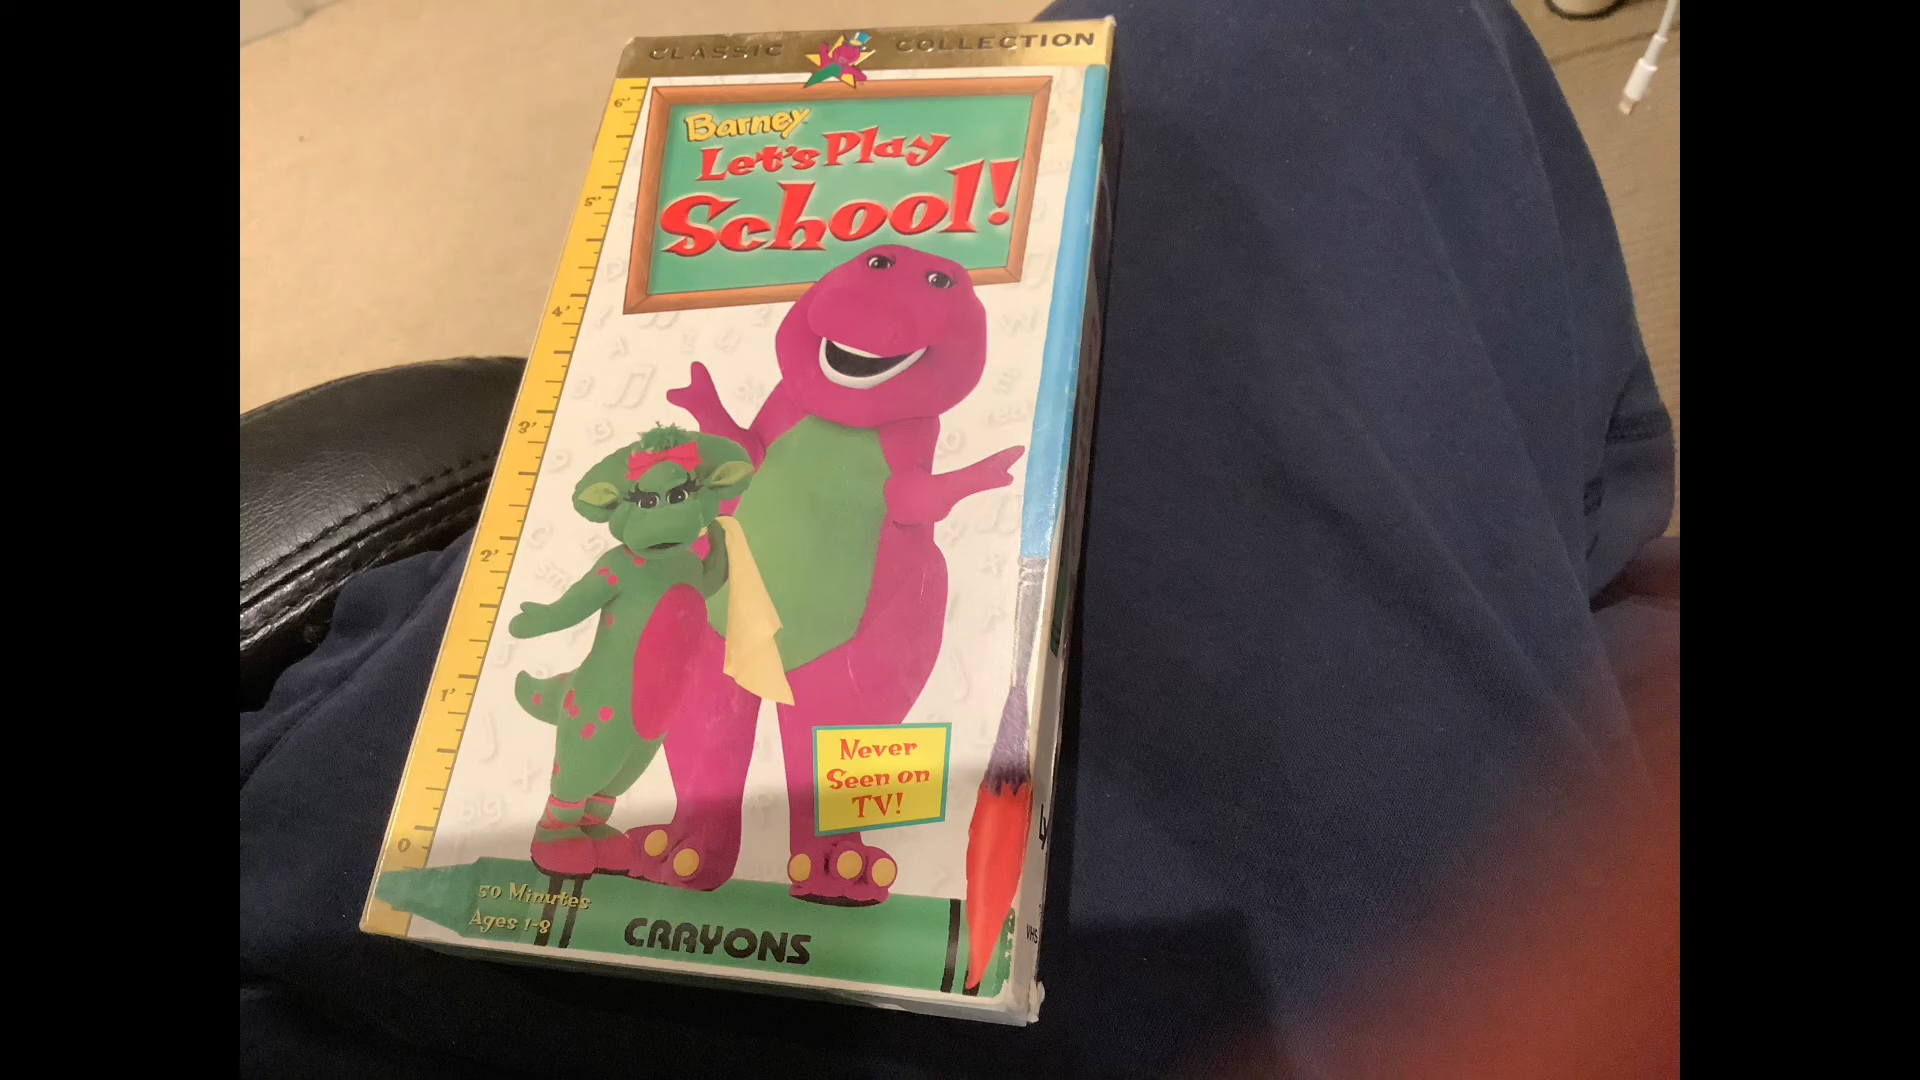 CLASSIC COLLECTION
Barney
Let's Play
School!
6'
5'
4'
3'
2'
1'
0
Never
Seen on
TV!
50 Minutes
Ages 1-8
CRAYONS
VHS